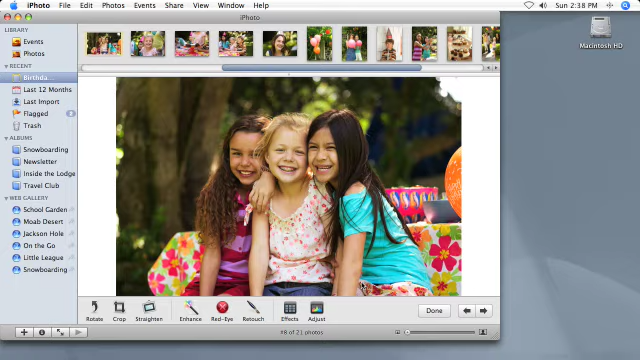 iPhoto File Edit Photos Events Share View Window Help Sun 2:38 PM
iPhoto
Macintosh HD
LIBRARY
Events
Photos
RECENT
Birthda...
Last 12 Months
Last Import
Flagged
Trash
ALBUMS
Snowboarding
Newsletter
Inside the Lodge
Travel Club
WEB GALLERY
School Garden
Moab Desert
Jackson Hole
On the Go
Little League
Snowboarding
Rotate Crop Straighten Enhance Red-Eye Retouch Effects Adjust Done
#8 of 21 photos